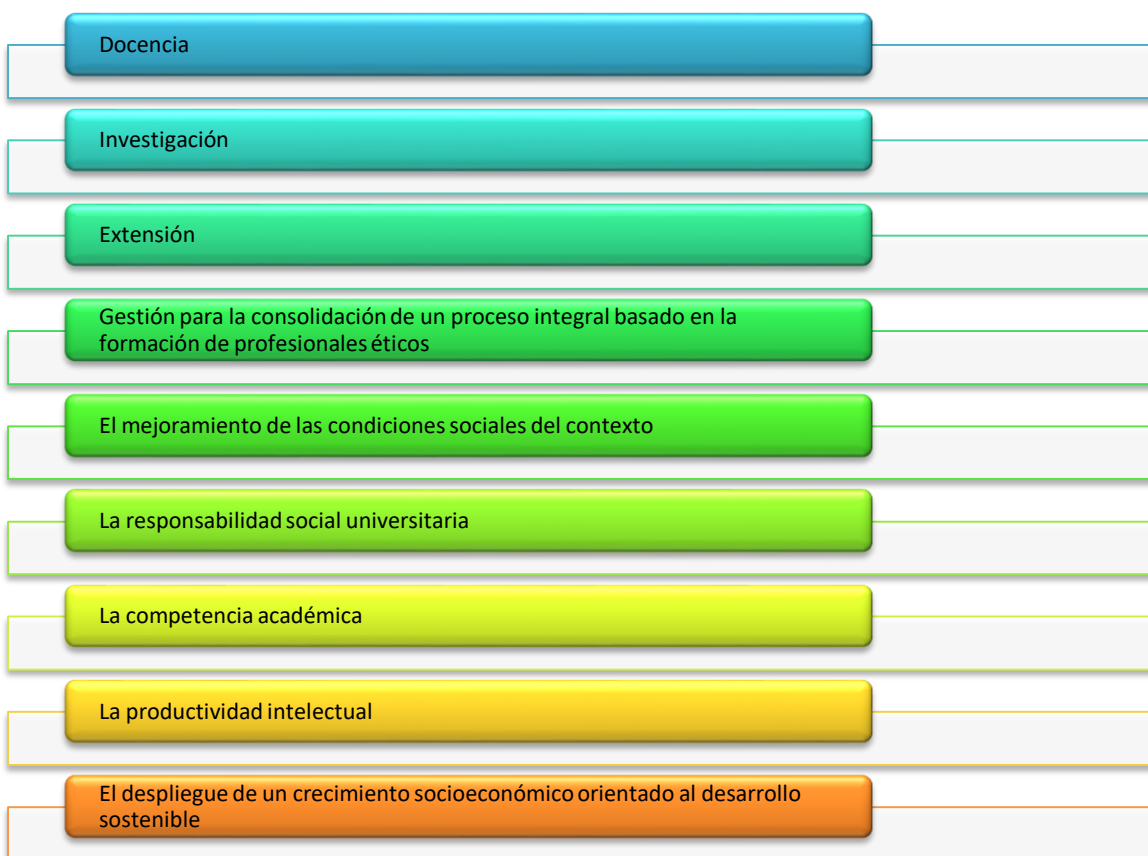 Docencia
Investigación
Extensión
Gestión para la consolidación de un proceso integral basado en la
formación de profesionales éticos
El mejoramiento de las condiciones sociales del contexto
La responsabilidad social universitaria
La competencia académica
La productividad intelectual
El despliegue de un crecimiento socioeconómico orientado al desarrollo
sostenible